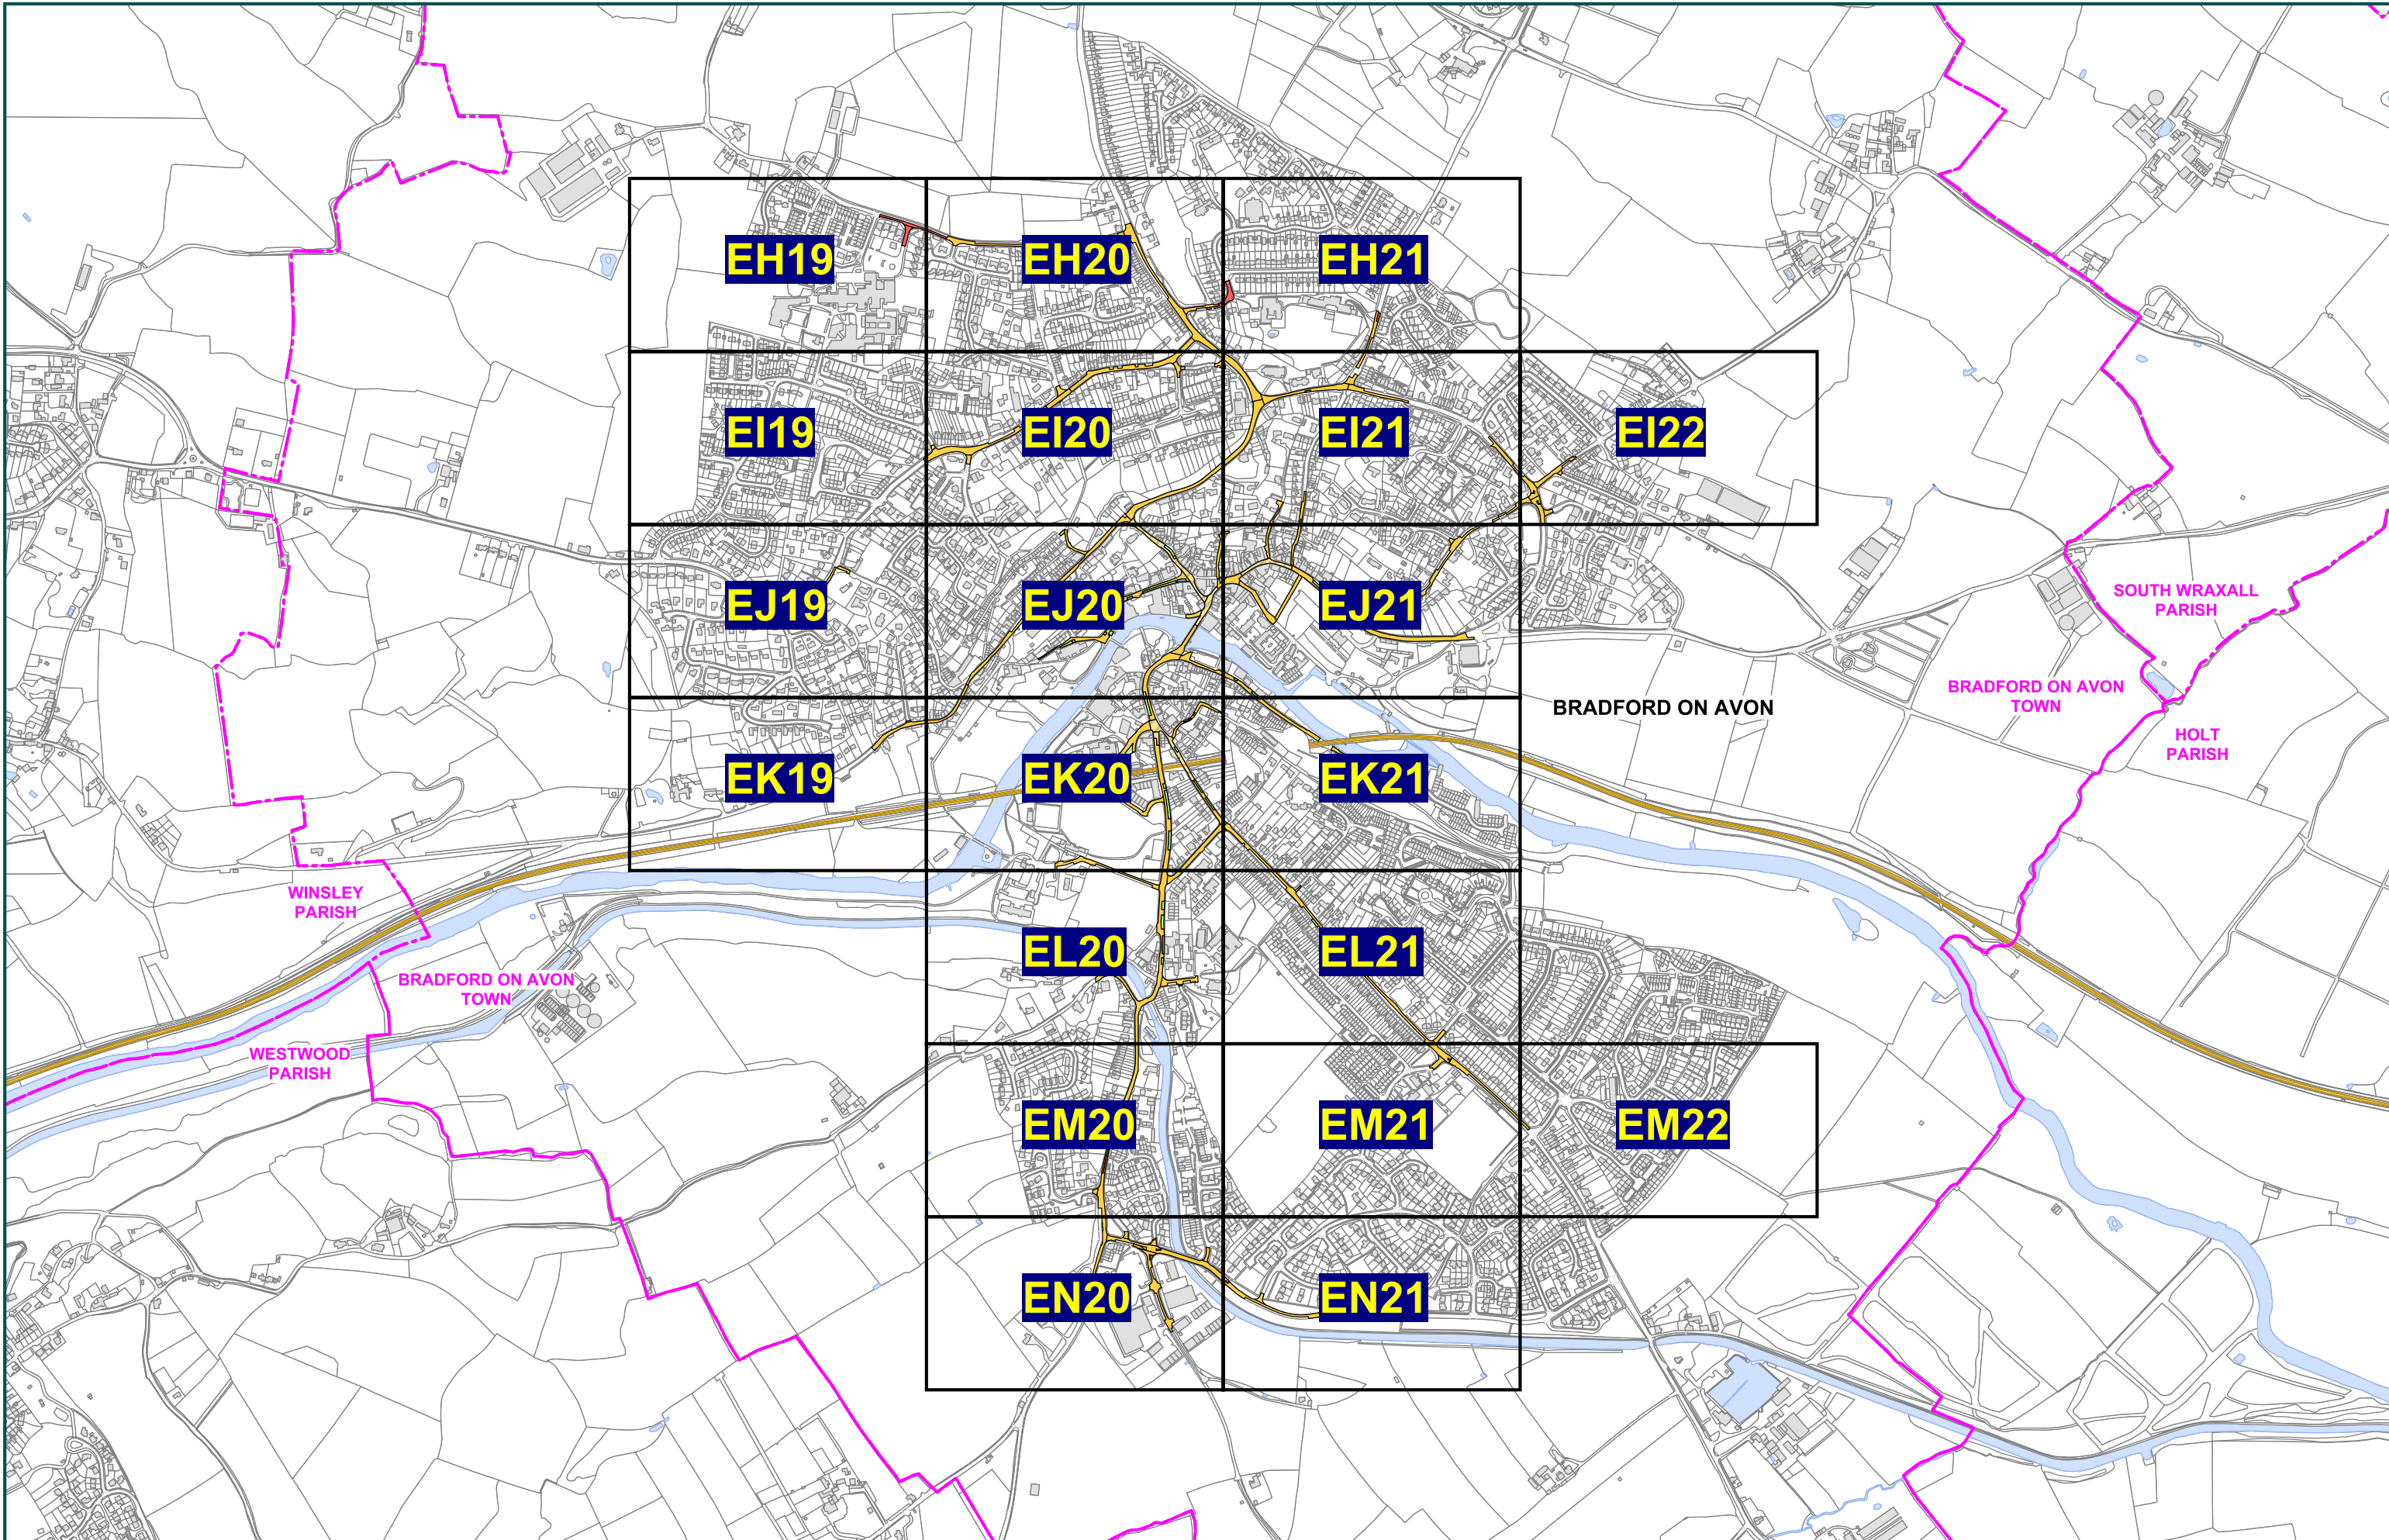 EH19
EH20
EH21
EI19
EI20
EI21
EI22
EJ19
EJ20
EJ21
SOUTH WRAXALL
PARISH
BRADFORD ON AVON
TOWN
BRADFORD ON AVON
HOLT
PARISH
EK19
EK20
EK21
WINSLEY
PARISH
BRADFORD ON AVON
TOWN
EL20
EL21
WESTWOOD
PARISH
EM20
EM21
EM22
EN20
EN21